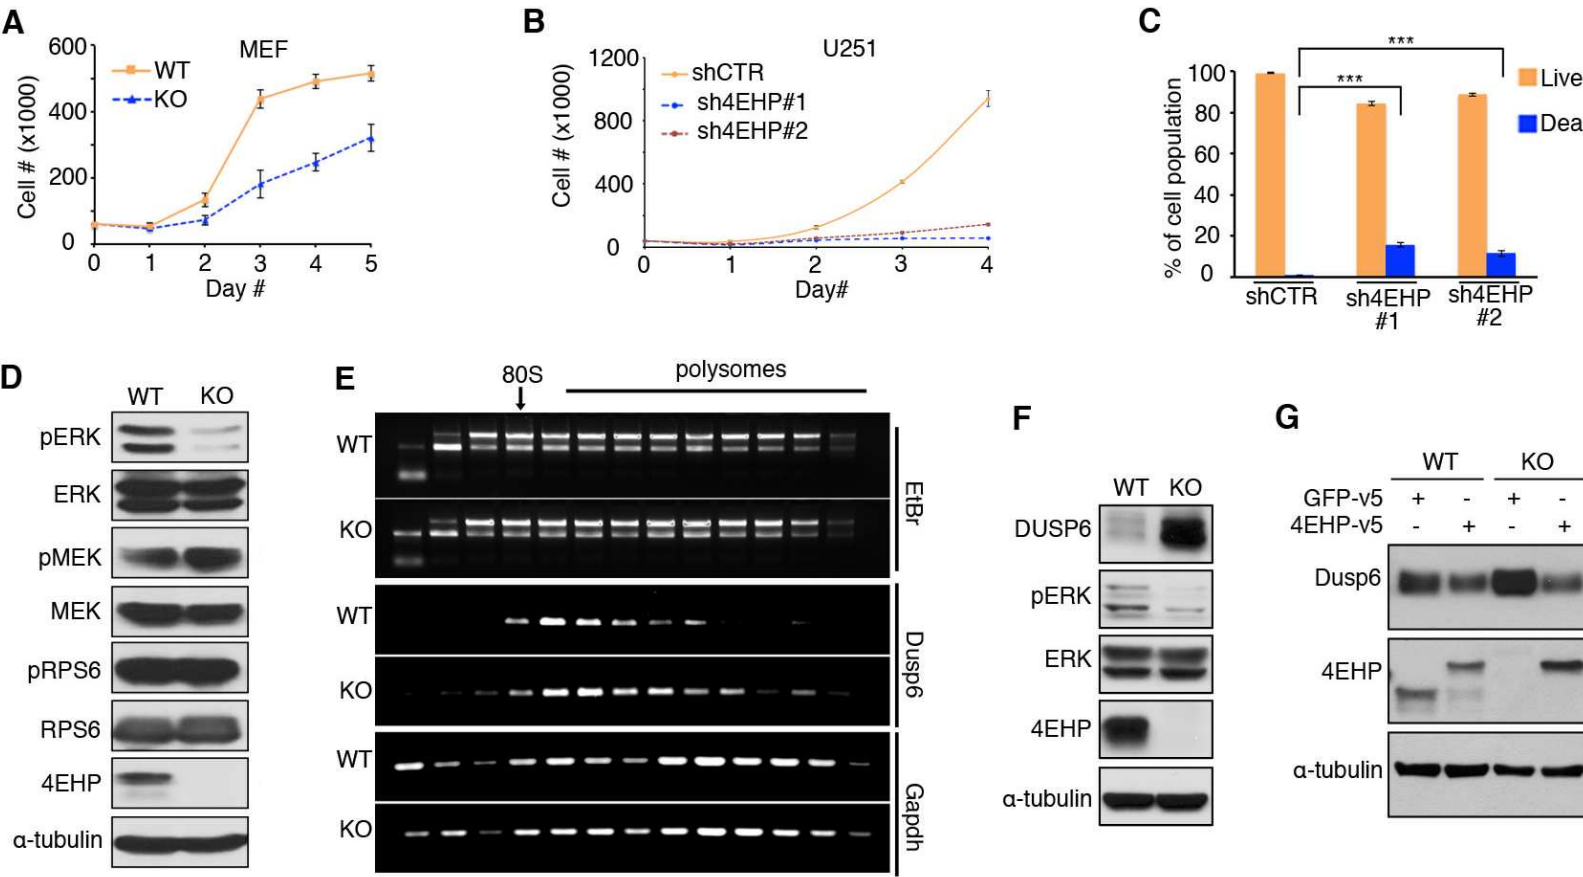 A
MEF
600
400
200
0
Cell # (x1000)
WT
KO
0 1 2 3 4 5
Day #
B
U251
1200
800
400
0
Cell # (x1000)
shCTR
sh4EHP#1
sh4EHP#2
0 1 2 3 4
Day#
C
***
***
100
80
60
40
20
0
% of cell population
Live
Dea
shCTR sh4EHP sh4EHP
#1 #2
D
WT KO
pERK
ERK
pMEK
MEK
pRPS6
RPS6
4EHP
α-tubulin
E
80S polysomes
WT
KO
EtBr
WT
KO
Dusp6
WT
KO
Gapdh
F
WT KO
DUSP6
pERK
ERK
4EHP
α-tubulin
G
WT KO
GFP-v5 + - + -
4EHP-v5 - + - +
Dusp6
4EHP
α-tubulin